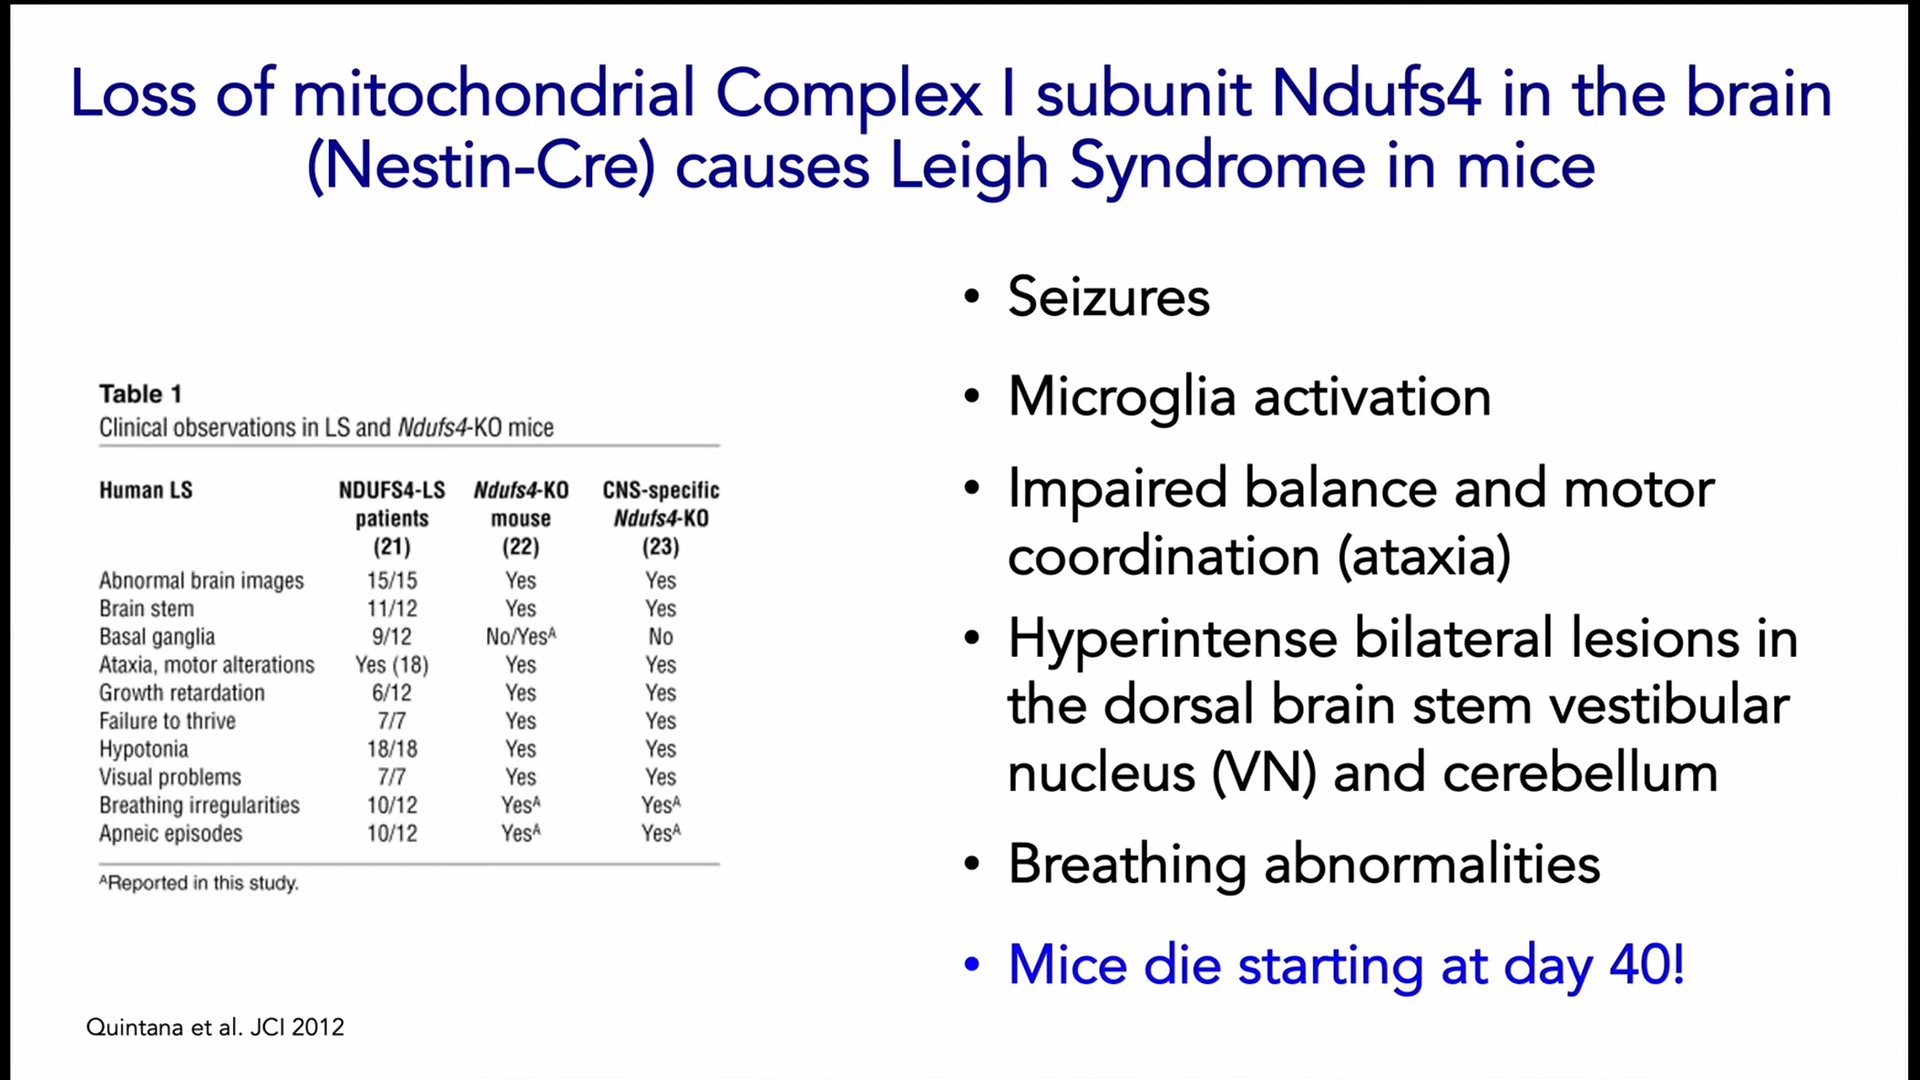 Loss of mitochondrial Complex I subunit Ndufs4 in the brain
(Nestin-Cre) causes Leigh Syndrome in mice
Table 1
Clinical observations in LS and Ndufs4-KO mice
Human LS NDUFS4-LS patients (21) Ndufs4-KO mouse (22) CNS-specific Ndufs4-KO (23)
Abnormal brain images 15/15 Yes Yes
Brain stem 11/12 Yes Yes
Basal ganglia 9/12 No/Yesᴬ No
Ataxia, motor alterations Yes (18) Yes Yes
Growth retardation 6/12 Yes Yes
Failure to thrive 7/7 Yes Yes
Hypotonia 18/18 Yes Yes
Visual problems 7/7 Yes Yes
Breathing irregularities 10/12 Yesᴬ Yesᴬ
Apneic episodes 10/12 Yesᴬ Yesᴬ
ᴬReported in this study.
• Seizures
• Microglia activation
• Impaired balance and motor
coordination (ataxia)
• Hyperintense bilateral lesions in
the dorsal brain stem vestibular
nucleus (VN) and cerebellum
• Breathing abnormalities
• Mice die starting at day 40!
Quintana et al. JCI 2012